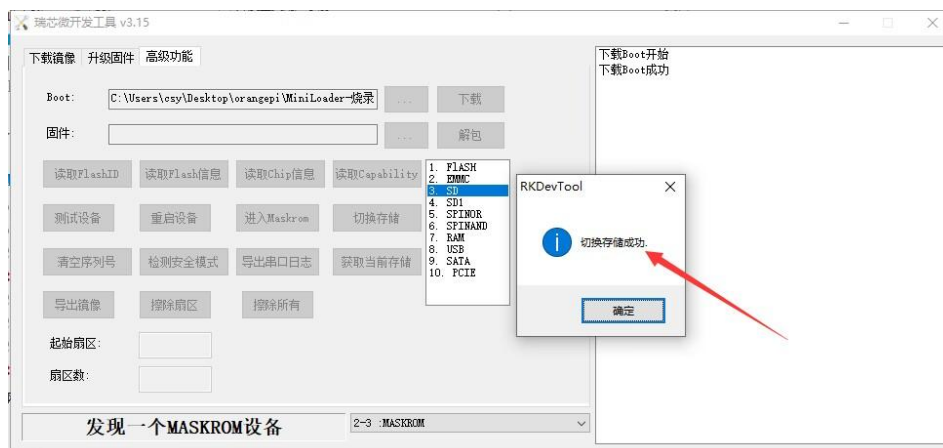 瑞芯微开发工具 v3.15
下载镜像 升级固件 高级功能
Boot: C:\Users\csy\Desktop\orangepi\MiniLoader-烧录 ... 下载
固件: ... 解包
读取FlashID 读取Flash信息 读取Chip信息 读取Capability
测试设备 重启设备 进入Maskrom 切换存储
清空序列号 检测安全模式 导出串口日志 获取当前存储
导出镜像 擦除扇区 擦除所有
起始扇区:
扇区数:
1. FLASH
2. EMMC
3. SD
4. SD1
5. SPINOR
6. SPINAND
7. RAM
8. USB
9. SATA
10. PCIE
发现一个MASKROM设备 2-3 :MASKROM
下载Boot开始
下载Boot成功
RKDevTool
切换存储成功.
确定